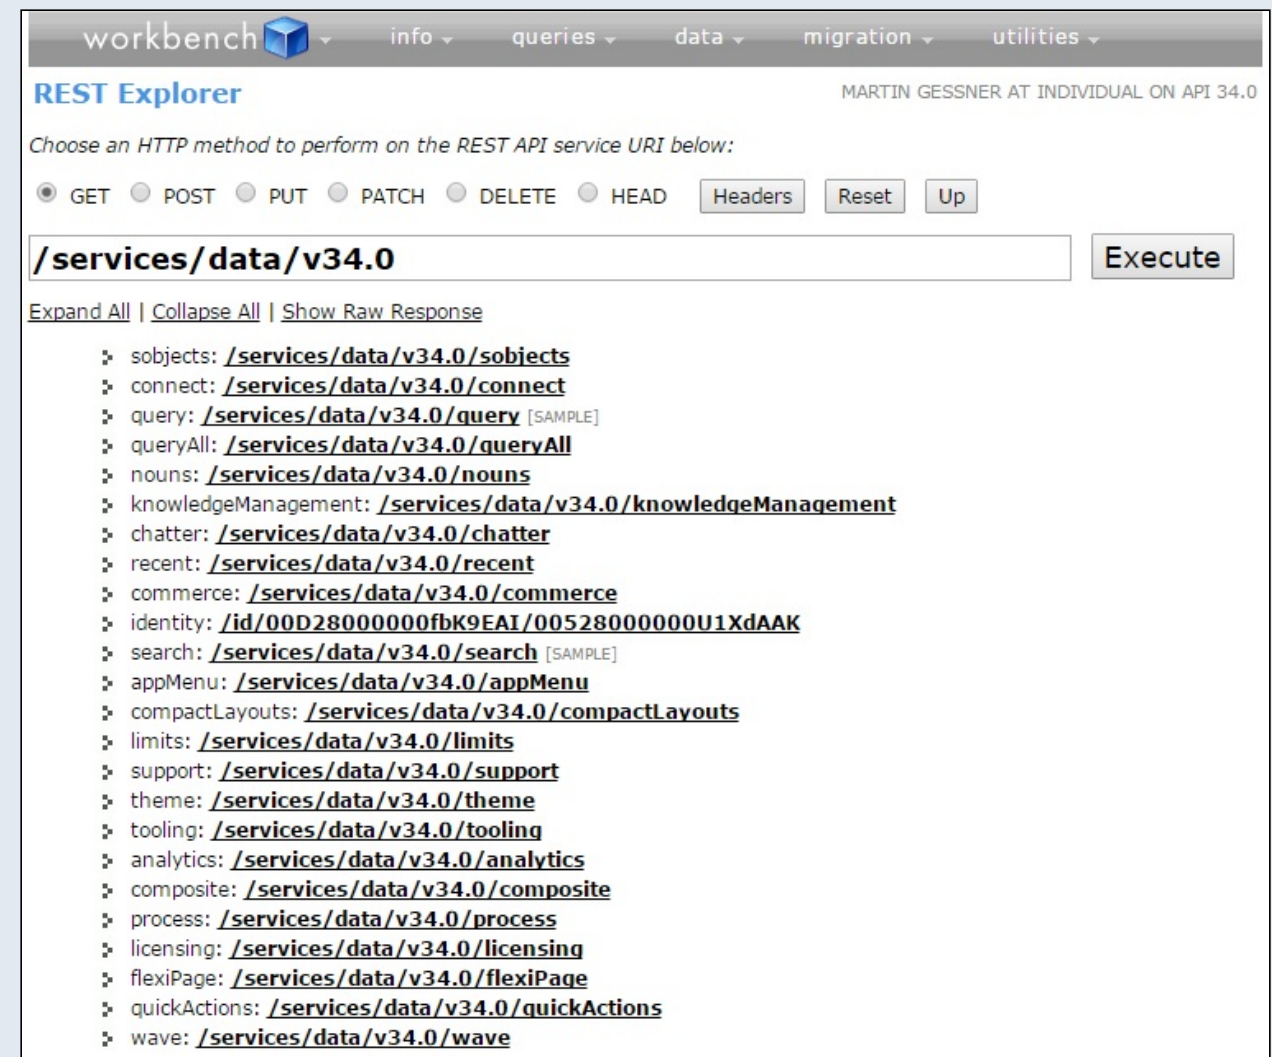 workbench info queries data migration utilities
REST Explorer MARTIN GESSNER AT INDIVIDUAL ON API 34.0
Choose an HTTP method to perform on the REST API service URI below:
GET POST PUT PATCH DELETE HEAD Headers Reset Up
/services/data/v34.0 Execute
Expand All | Collapse All | Show Raw Response
sobjects: /services/data/v34.0/sobjects
connect: /services/data/v34.0/connect
query: /services/data/v34.0/query [SAMPLE]
queryAll: /services/data/v34.0/queryAll
nouns: /services/data/v34.0/nouns
knowledgeManagement: /services/data/v34.0/knowledgeManagement
chatter: /services/data/v34.0/chatter
recent: /services/data/v34.0/recent
commerce: /services/data/v34.0/commerce
identity: /id/00D28000000fbK9EAI/00528000000U1XdAAK
search: /services/data/v34.0/search [SAMPLE]
appMenu: /services/data/v34.0/appMenu
compactLayouts: /services/data/v34.0/compactLayouts
limits: /services/data/v34.0/limits
support: /services/data/v34.0/support
theme: /services/data/v34.0/theme
tooling: /services/data/v34.0/tooling
analytics: /services/data/v34.0/analytics
composite: /services/data/v34.0/composite
process: /services/data/v34.0/process
licensing: /services/data/v34.0/licensing
flexiPage: /services/data/v34.0/flexiPage
quickActions: /services/data/v34.0/quickActions
wave: /services/data/v34.0/wave